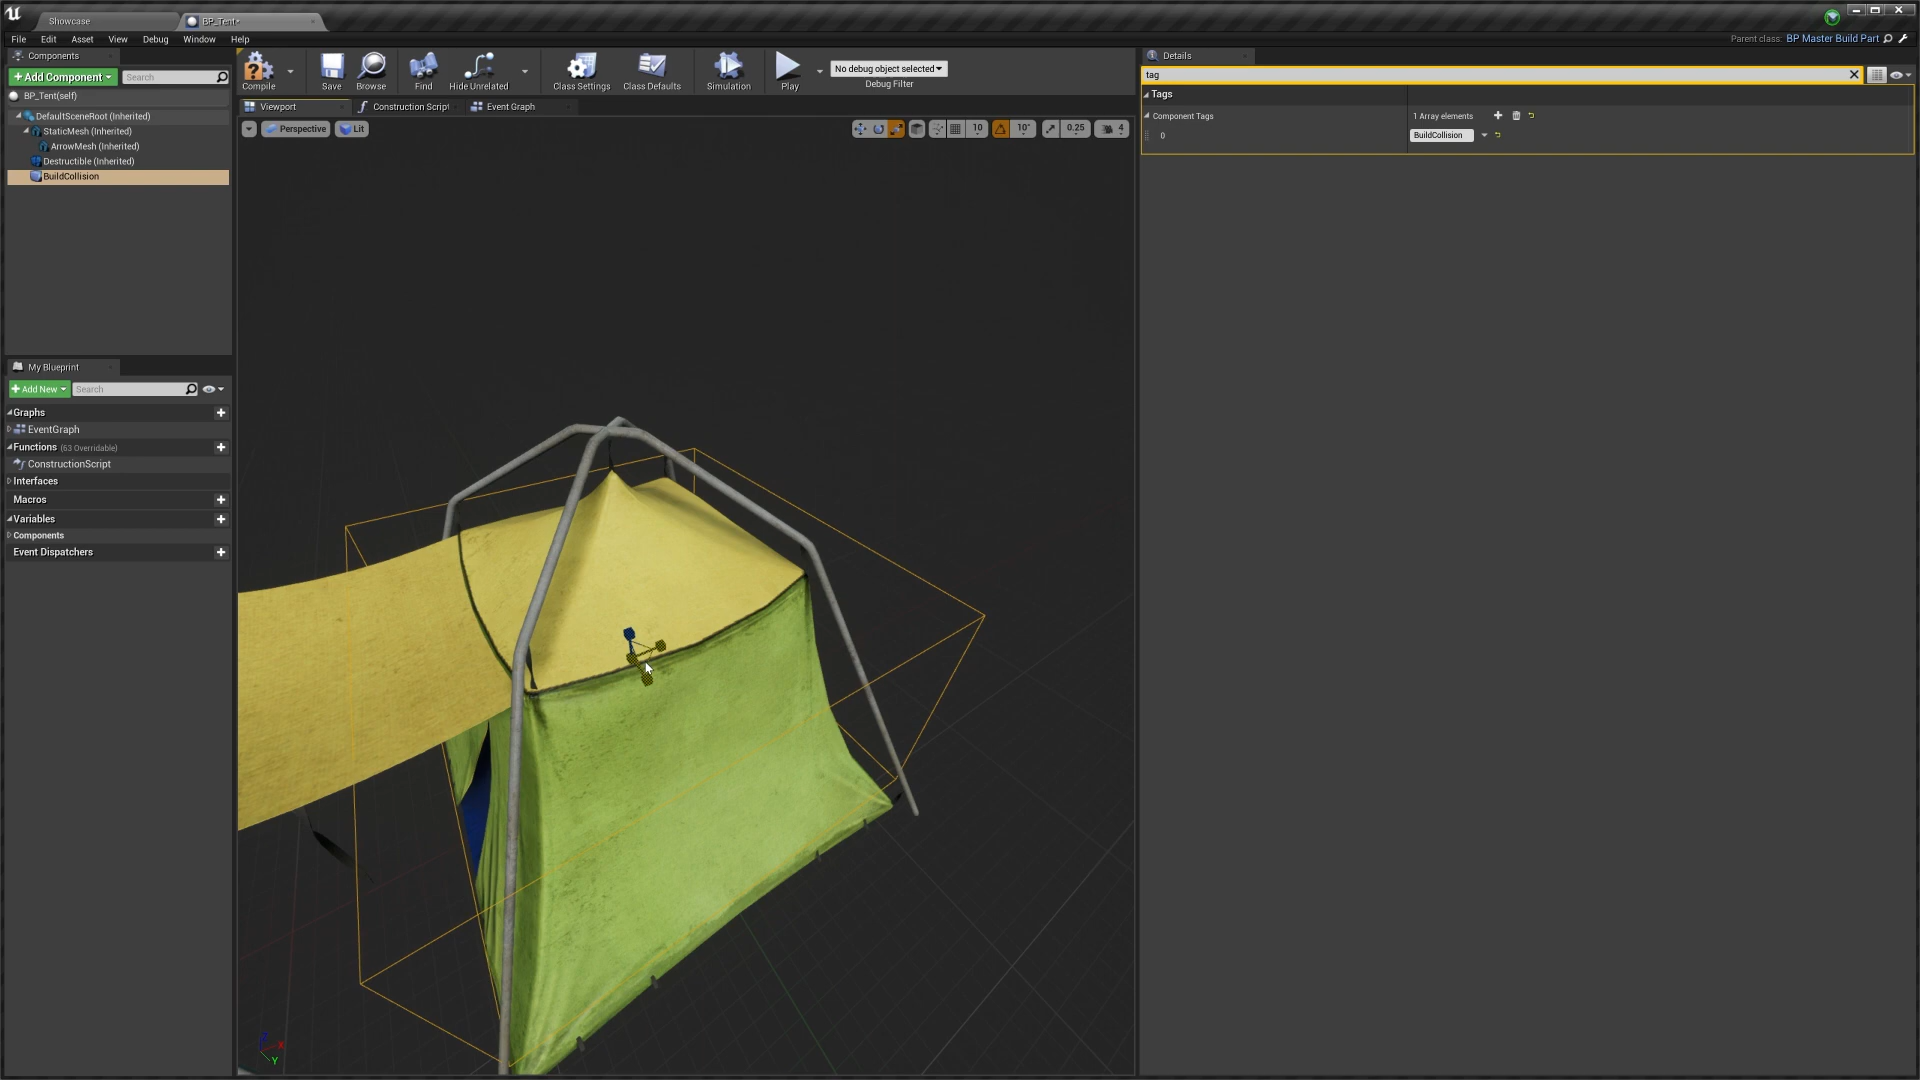 Showcase
BP_Tent*
File Edit Asset View Debug Window Help
Parent class: BP Master Build Part
Components
+Add Component
Search
BP_Tent(self)
DefaultSceneRoot (Inherited)
StaticMesh (Inherited)
ArrowMesh (Inherited)
Destructible (Inherited)
BuildCollision
Compile
Save
Browse
Find
Hide Unrelated
Class Settings
Class Defaults
Simulation
Play
No debug object selected
Debug Filter
Viewport
Construction Script
Event Graph
Perspective
Lit
10
10°
0.25
4
My Blueprint
+Add New
Search
Graphs
EventGraph
Functions (63 Overridable)
ConstructionScript
Interfaces
Macros
Variables
Components
Event Dispatchers
Z
X
Y
Details
tag
Tags
Component Tags
1 Array elements
0
BuildCollision